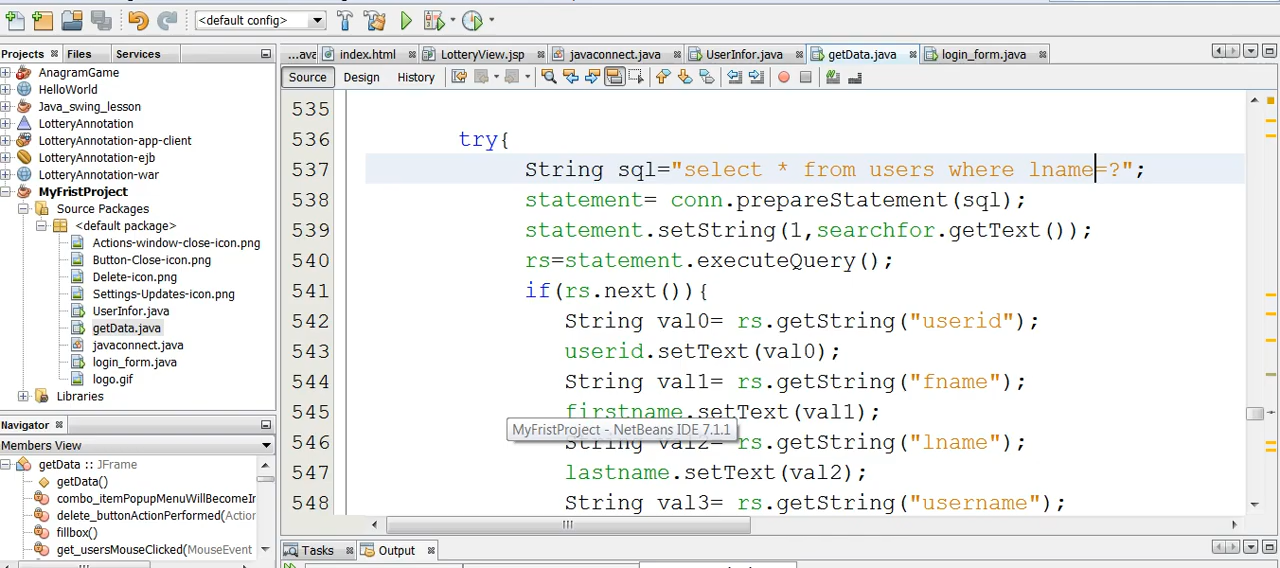 <default config>
Projects
Files
Services
...ava
index.html
LotteryView.jsp
javaconnect.java
UserInfor.java
getData.java
login_form.java
Source
Design
History
AnagramGame
HelloWorld
Java_swing_lesson
LotteryAnnotation
LotteryAnnotation-app-client
LotteryAnnotation-ejb
LotteryAnnotation-war
MyFristProject
Source Packages
<default package>
Actions-window-close-icon.png
Button-Close-icon.png
Delete-icon.png
Settings-Updates-icon.png
UserInfor.java
getData.java
javaconnect.java
login_form.java
logo.gif
Libraries
Navigator
Members View
getData :: JFrame
getData()
combo_itemPopupMenuWillBecomeIr
delete_buttonActionPerformed(Action
fillbox()
get_usersMouseClicked(MouseEvent
535
536 try{
537 String sql="select * from users where lname=?";
538 statement= conn.prepareStatement(sql);
539 statement.setString(1,searchfor.getText());
540 rs=statement.executeQuery();
541 if(rs.next()){
542 String val0= rs.getString("userid");
543 userid.setText(val0);
544 String val1= rs.getString("fname");
545 firstname.setText(val1);
MyFristProject - NetBeans IDE 7.1.1
546 String val2= rs.getString("lname");
547 lastname.setText(val2);
548 String val3= rs.getString("username");
Tasks
Output